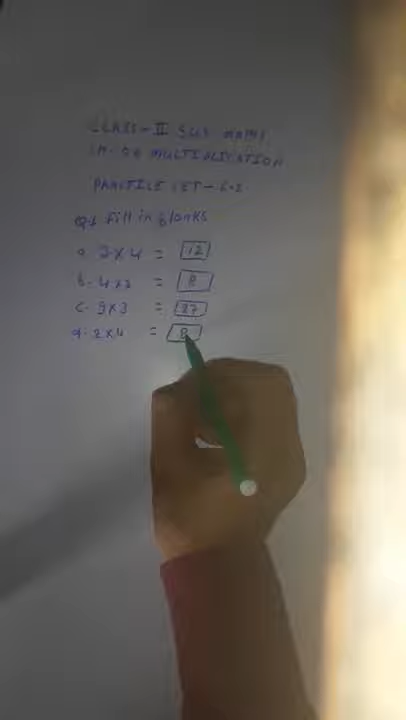 CLASS-II SUB MATHS
CH-06 MULTIPLICATION
PRACTICE SET-6.2
Q.1 fill in blanks
a. 3×4 = 12
b. 4×2 = 8
c. 9×3 = 27
d. 2×4 = 8